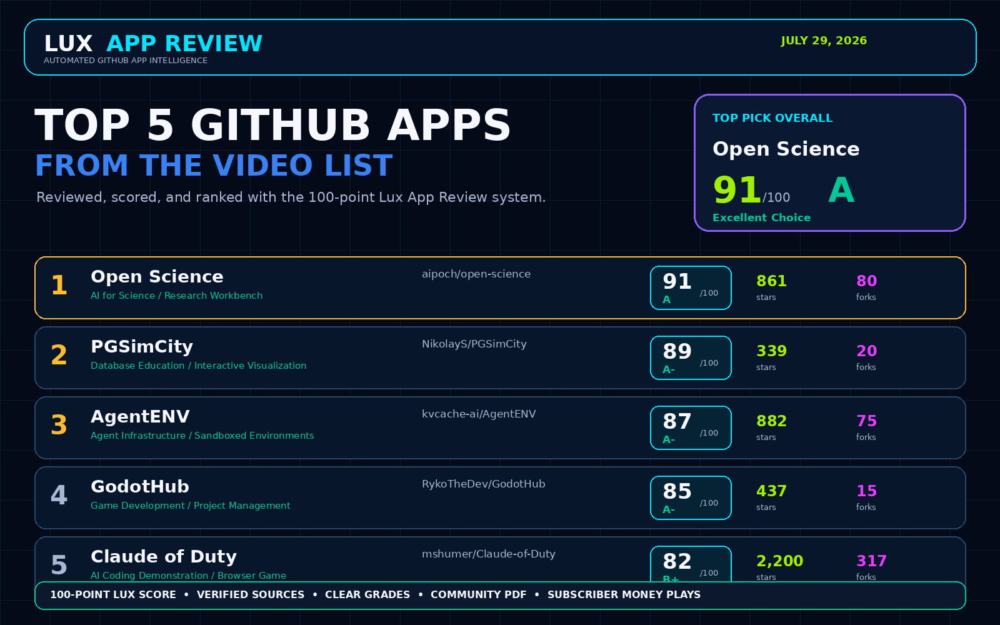 LUX APP REVIEW
AUTOMATED GITHUB APP INTELLIGENCE
JULY 29, 2026
TOP 5 GITHUB APPS
FROM THE VIDEO LIST
Reviewed, scored, and ranked with the 100-point Lux App Review system.
TOP PICK OVERALL
Open Science
91/100 A
Excellent Choice
1 Open Science aipoch/open-science 91 /100 861 80
AI for Science / Research Workbench A stars forks
2 PGSimCity NikolayS/PGSimCity 89 /100 339 20
Database Education / Interactive Visualization A- stars forks
3 AgentENV kvcache-ai/AgentENV 87 /100 882 75
Agent Infrastructure / Sandboxed Environments A- stars forks
4 GodotHub RykoTheDev/GodotHub 85 /100 437 15
Game Development / Project Management A- stars forks
5 Claude of Duty mshumer/Claude-of-Duty 82 /100 2,200 317
AI Coding Demonstration / Browser Game B+ stars forks
100-POINT LUX SCORE • VERIFIED SOURCES • CLEAR GRADES • COMMUNITY PDF • SUBSCRIBER MONEY PLAYS